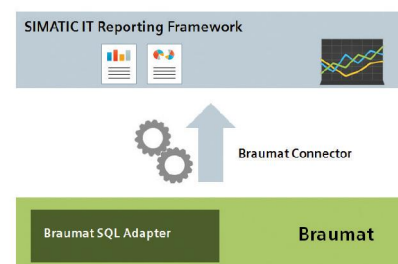 SIMATIC IT Reporting Framework
Braumat Connector
Braumat SQL Adapter
Braumat